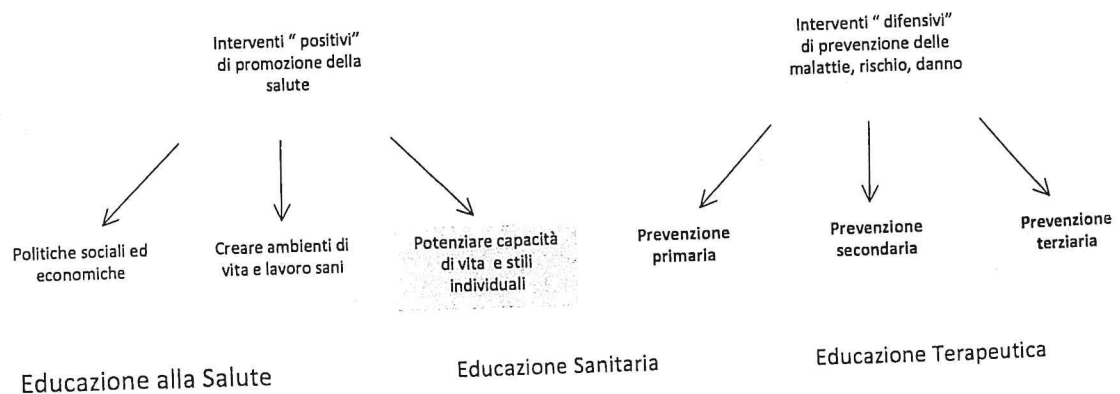 Interventi “ positivi”
di promozione della
salute
Interventi “ difensivi”
di prevenzione delle
malattie, rischio, danno
Politiche sociali ed
economiche
Creare ambienti di
vita e lavoro sani
Potenziare capacità
di vita e stili
individuali
Prevenzione
primaria
Prevenzione
secondaria
Prevenzione
terziaria
Educazione alla Salute
Educazione Sanitaria
Educazione Terapeutica